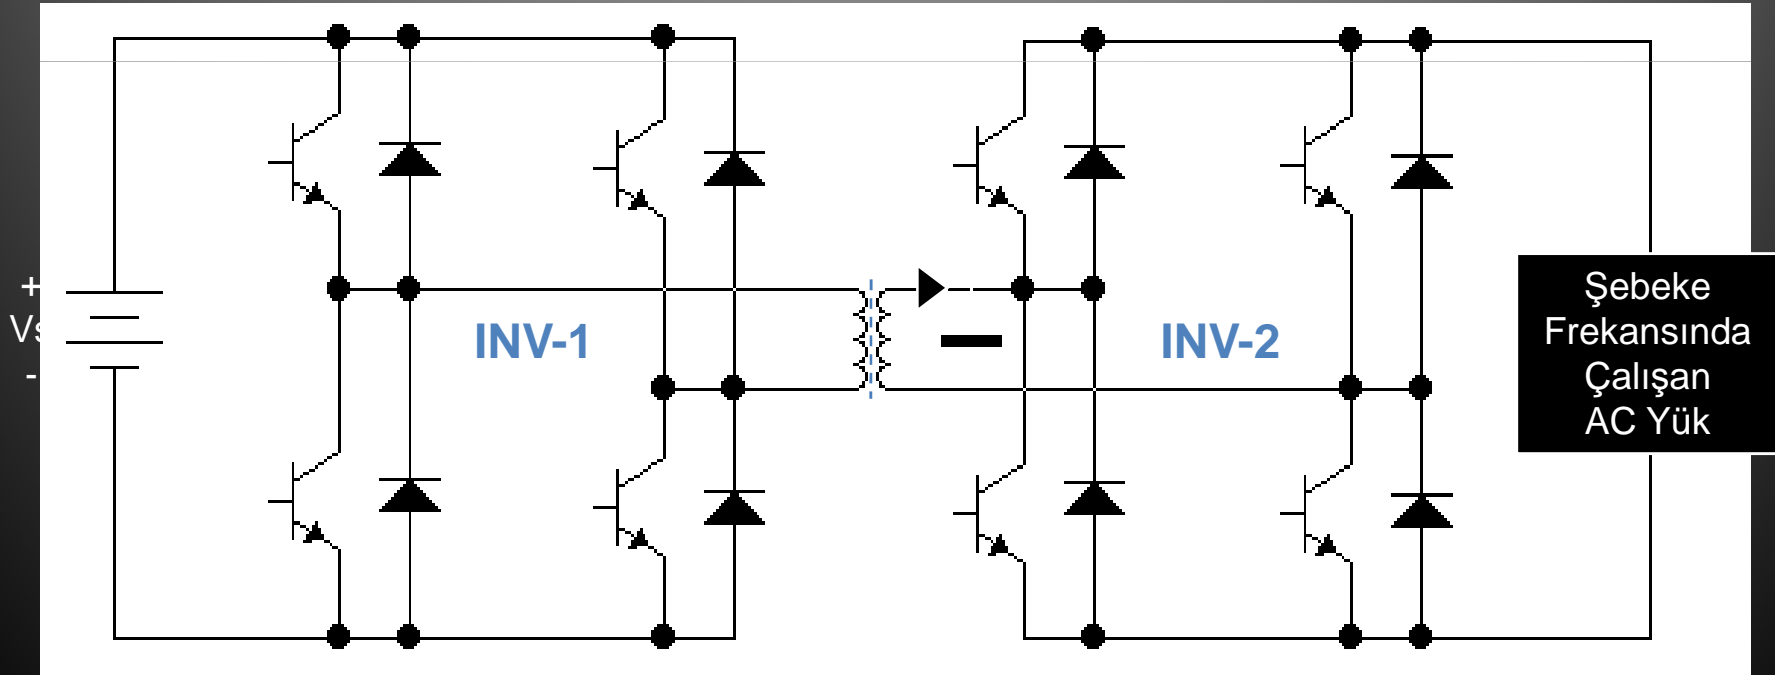 +
Vs
-
INV-1
INV-2
Şebeke
Frekansında
Çalışan
AC Yük